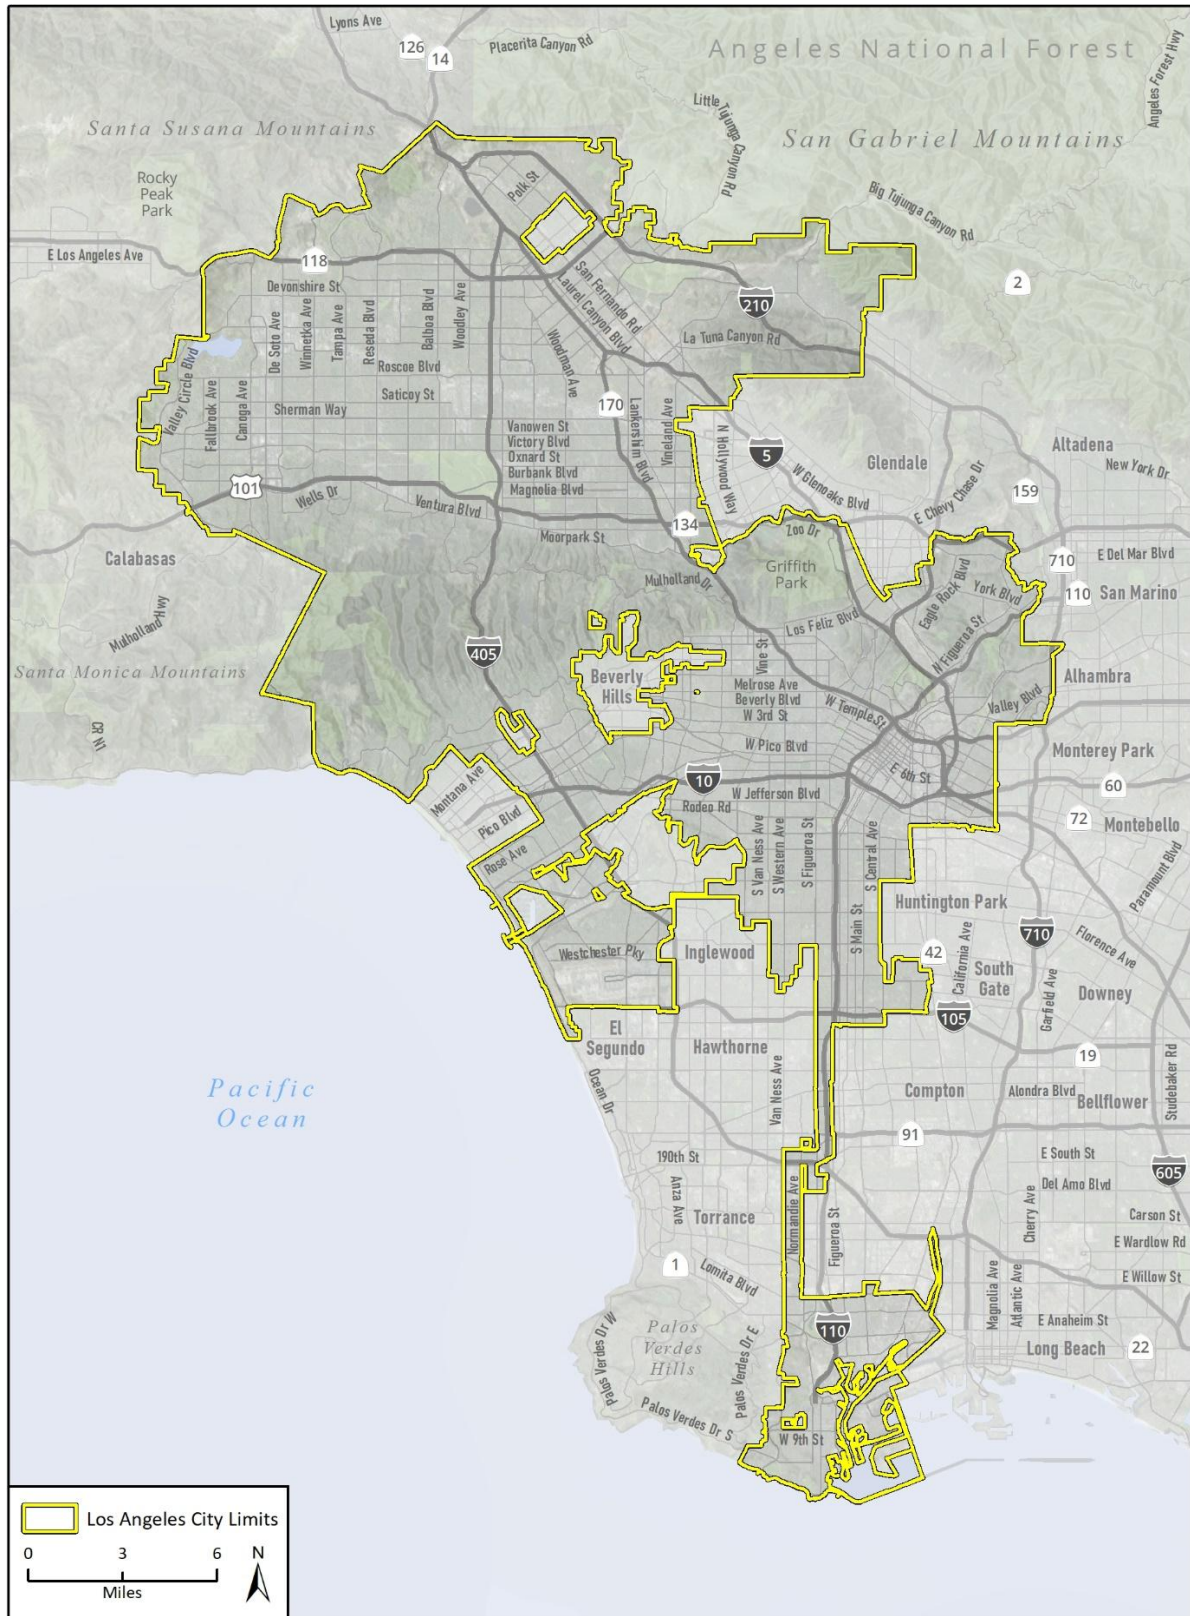 Lyons Ave
126
14
Placerita Canyon Rd
Angeles National Forest
Angeles Forest Hwy
Little Tujunga Canyon Rd
Santa Susana Mountains
San Gabriel Mountains
Rocky
Peak
Park
Polk St
Big Tujunga Canyon Rd
E Los Angeles Ave
118
Devonshire St
San Fernando Rd
Laurel Canyon Blvd
210
2
La Tuna Canyon Rd
Valley Circle Blvd
De Soto Ave
Winnetka Ave
Tampa Ave
Reseda Blvd
Balboa Blvd
Woodley Ave
Woodman Ave
Roscoe Blvd
Saticoy St
Sherman Way
Fallbrook Ave
Canoga Ave
170
Lankershim Blvd
Vineland Ave
N Hollywood Way
Vanowen St
Victory Blvd
Oxnard St
Burbank Blvd
Magnolia Blvd
5
W Glenoaks Blvd
Glendale
E Chevy Chase Dr
Altadena
New York Dr
159
101
Wells Dr
Ventura Blvd
134
Zoo Dr
Moorpark St
Calabasas
Mulholland Dr
Griffith
Park
710
E Del Mar Blvd
110
San Marino
Eagle Rock Blvd
York Blvd
Mulholland Hwy
Los Feliz Blvd
N Figueroa St
Santa Monica Mountains
405
Beverly
Hills
Vine St
Melrose Ave
Beverly Blvd
W 3rd St
W Temple St
Valley Blvd
Alhambra
CR N1
W Pico Blvd
Monterey Park
E 6th St
60
Montana Ave
Pico Blvd
10
W Jefferson Blvd
Rodeo Rd
72
Montebello
Rose Ave
S Van Ness Ave
S Western Ave
S Figueroa St
S Central Ave
S Main St
Paramount Blvd
Huntington Park
Westchester Pky
Inglewood
42
California Ave
710
Florence Ave
South
Gate
Garfield Ave
Downey
105
El
Segundo
Hawthorne
19
Studebaker Rd
Ocean Dr
Van Ness Ave
Compton
Alondra Blvd
Bellflower
Pacific
Ocean
91
190th St
E South St
605
Anza Ave
Normandie Ave
Del Amo Blvd
Torrance
Figueroa St
Cherry Ave
Carson St
E Wardlow Rd
1
Lomita Blvd
Magnolia Ave
Atlantic Ave
E Willow St
Palos Verdes Dr W
Palos
Verdes
Hills
Palos Verdes Dr E
110
E Anaheim St
Long Beach
22
Palos Verdes Dr S
W 9th St
Los Angeles City Limits
0 3 6
Miles
N